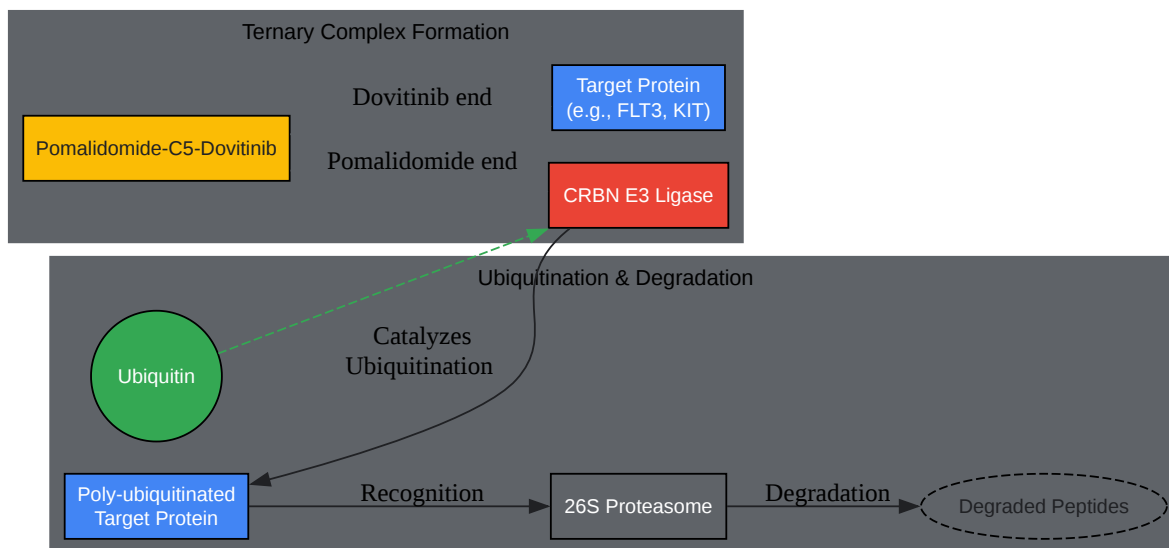 Ternary Complex Formation
Dovitinib end
Target Protein
(e.g., FLT3, KIT)
Pomalidomide-C5-Dovitinib
Pomalidomide end
CRBN E3 Ligase
Ubiquitination & Degradation
Ubiquitin
Catalyzes
Ubiquitination
Poly-ubiquitinated
Target Protein
Recognition
26S Proteasome
Degradation
Degraded Peptides